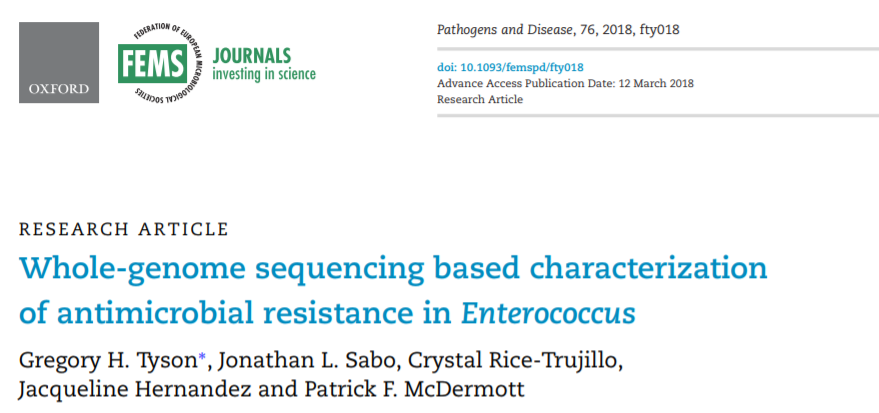 OXFORD
FEDERATION OF EUROPEAN MICROBIOLOGICAL SOCIETIES
FEMS
JOURNALS
investing in science
Pathogens and Disease, 76, 2018, fty018
doi: 10.1093/femspd/fty018
Advance Access Publication Date: 12 March 2018
Research Article
RESEARCH ARTICLE
Whole-genome sequencing based characterization
of antimicrobial resistance in Enterococcus
Gregory H. Tyson*, Jonathan L. Sabo, Crystal Rice-Trujillo,
Jacqueline Hernandez and Patrick F. McDermott